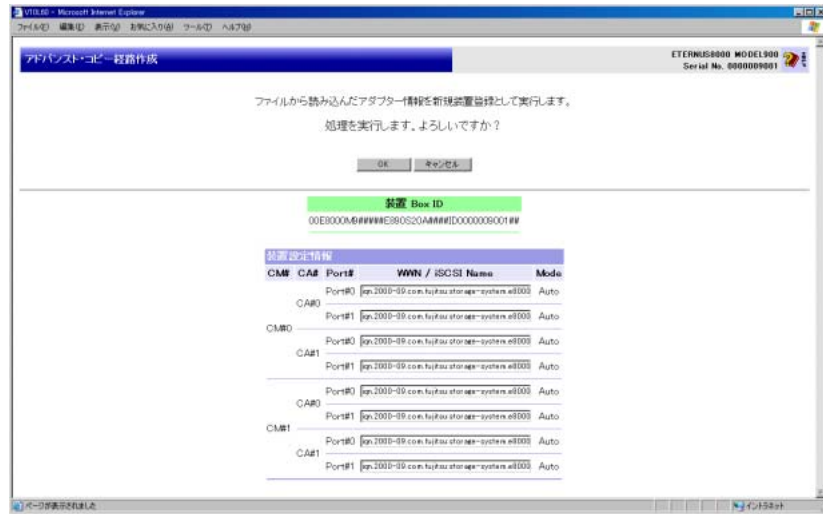 VTOL60 - Microsoft Internet Explorer
ファイル(F) 編集(E) 表示(V) お気に入り(A) ツール(T) ヘルプ(H)
アドバンスト・コピー経路作成
ETERNUS8000 MODEL900
Serial No. 0000009001
ファイルから読み込んだアダプター情報を新規装置登録として実行します。
処理を実行します。よろしいですか?
OK キャンセル
装置 Box ID
00E8000M9#####E890S20A####ID0000009001##
装置設定情報
CM# CA# Port# WWN / iSCSI Name Mode
Port#0 iqn.2000-09.com.fujitsu:storage-system.e8000 Auto
CA#0
Port#1 iqn.2000-09.com.fujitsu:storage-system.e8000 Auto
CM#0
Port#0 iqn.2000-09.com.fujitsu:storage-system.e8000 Auto
CA#1
Port#1 iqn.2000-09.com.fujitsu:storage-system.e8000 Auto
Port#0 iqn.2000-09.com.fujitsu:storage-system.e8000 Auto
CA#0
Port#1 iqn.2000-09.com.fujitsu:storage-system.e8000 Auto
CM#1
Port#0 iqn.2000-09.com.fujitsu:storage-system.e8000 Auto
CA#1
Port#1 iqn.2000-09.com.fujitsu:storage-system.e8000 Auto
ページが表示されました
イントラネット